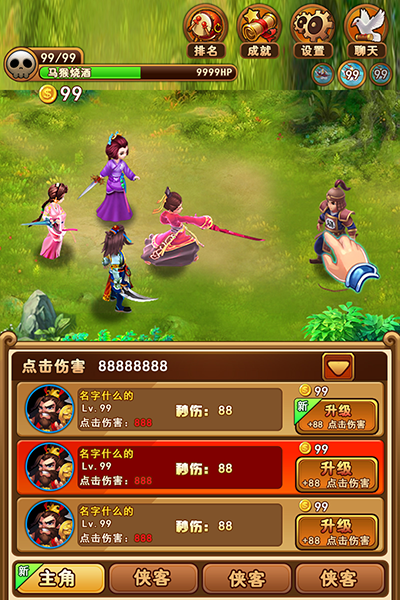 排名 成就 设置 聊天
99/99
马猴烧酒 9999HP
99 99
S 99
点击伤害 88888888
名字什么的
Lv. 99
点击伤害: 888
秒伤: 88
S 99
新 升级
+88 点击伤害
名字什么的
Lv. 99
点击伤害: 888
秒伤: 88
S 99
升级
+88 点击伤害
名字什么的
Lv. 99
点击伤害: 888
秒伤: 88
S 99
升级
+88 点击伤害
新 主角 侠客 侠客 侠客